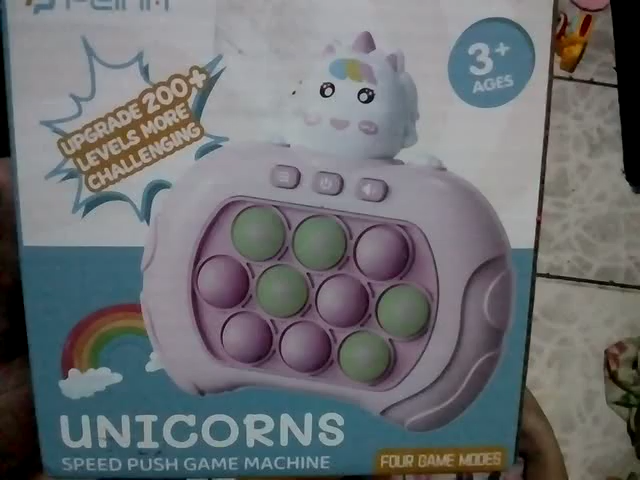 3+
AGES
UPGRADE 200+
LEVELS MORE
CHALLENGING
UNICORNS
SPEED PUSH GAME MACHINE
FOUR GAME MODES